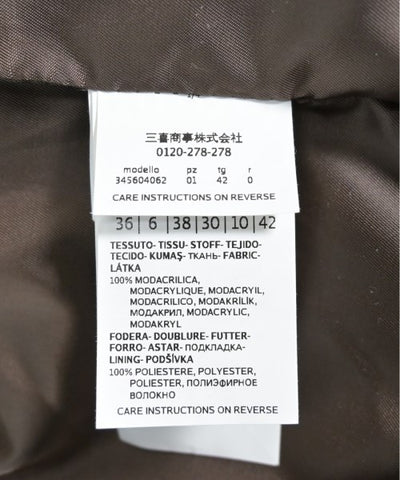 三喜商事株式会社
0120-278-278
modello pz tg r
345604062 01 42 0
CARE INSTRUCTIONS ON REVERSE
36|6|38|30|10|42
TESSUTO- TISSU- STOFF- TEJIDO-
TECIDO- KUMAŞ- ТКАНЬ- FABRIC-
LÁTKA
100% MODACRILICA,
MODACRYLIQUE, MODACRYL,
MODACRILICO, MODAKRİLİK,
МОДАКРИЛ, MODACRYLIC,
MODAKRYL
FODERA- DOUBLURE- FUTTER-
FORRO- ASTAR- ПОДКЛАДКА-
LINING- PODŠÍVKA
100% POLIESTERE, POLYESTER,
POLIESTER, ПОЛИЭФИРНОЕ
ВОЛОКНО
CARE INSTRUCTIONS ON REVERSE